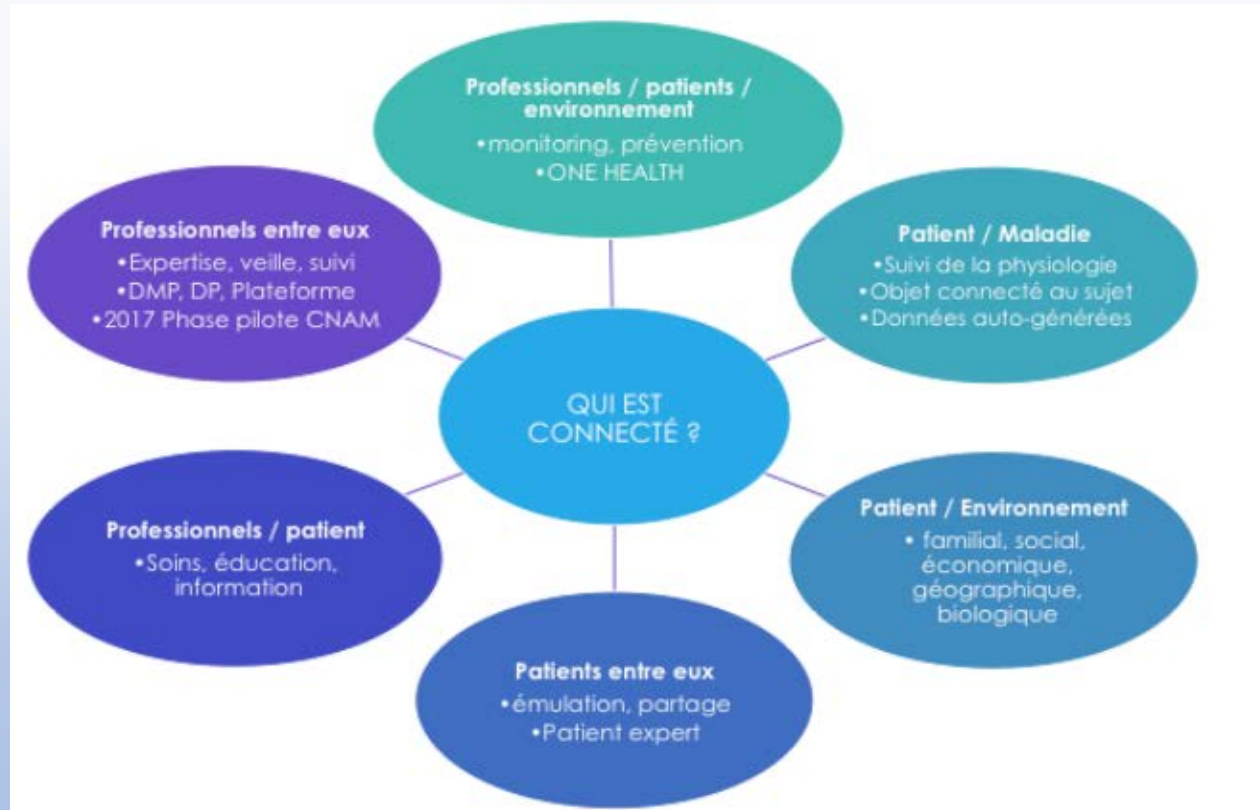 Professionnels / patients /
environnement
•monitoring, prévention
•ONE HEALTH
Patient / Maladie
•Suivi de la physiologie
•Objet connecté au sujet
•Données auto-générées
Patient / Environnement
• familial, social,
économique,
géographique,
biologique
Patients entre eux
•émulation, partage
•Patient expert
Professionnels / patient
•Soins, éducation,
information
Professionnels entre eux
•Expertise, veille, suivi
•DMP, DP, Plateforme
•2017 Phase pilote CNAM
QUI EST
CONNECTÉ ?